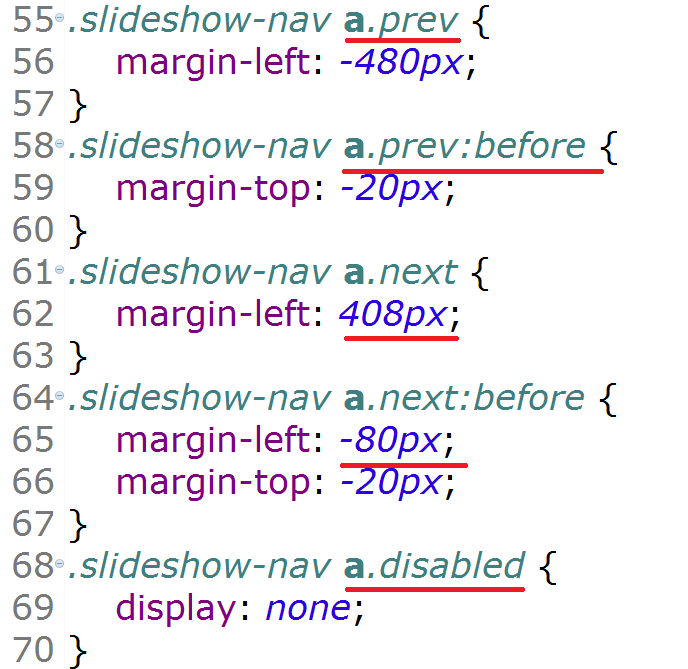 55 .slideshow-nav a.prev {
56 margin-left: -480px;
57 }
58 .slideshow-nav a.prev:before {
59 margin-top: -20px;
60 }
61 .slideshow-nav a.next {
62 margin-left: 408px;
63 }
64 .slideshow-nav a.next:before {
65 margin-left: -80px;
66 margin-top: -20px;
67 }
68 .slideshow-nav a.disabled {
69 display: none;
70 }